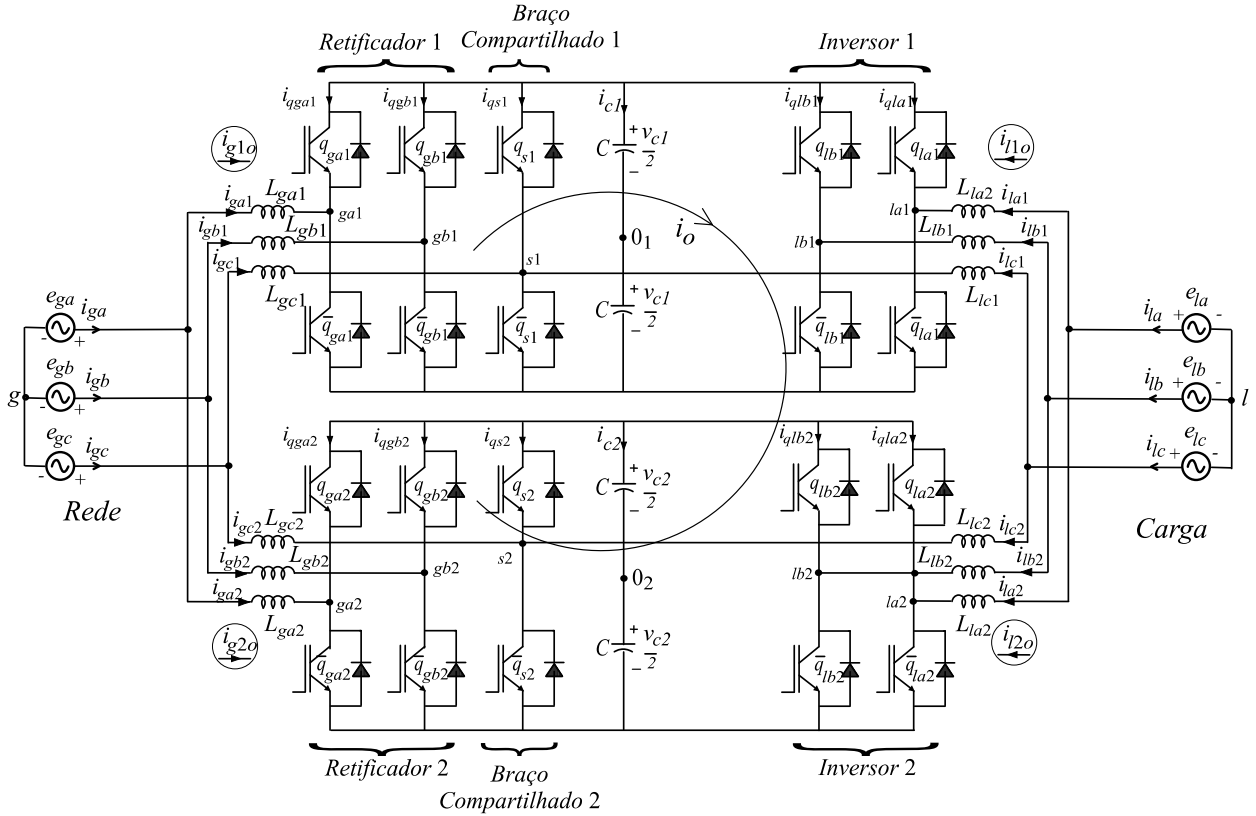 Braço
Retificador 1 Compartilhado 1 Inversor 1
i_qga1 i_qgb1 i_qs1 i_c1 i_qlb1 i_qla1
q_ga1 q_gb1 q_s1 C + v_c1/2 - q_lb1 q_la1
i_g1o i_l1o
L_ga1 L_la2
i_ga1 ga1 la1 i_la1
i_gb1 L_gb1 gb1 0_1 i_o lb1 L_lb1 i_lb1
i_gc1 s1 i_lc1
L_gc1 L_lc1
q̅_ga1 q̅_gb1 q̅_s1 C + v_c1/2 - q̅_lb1 q̅_la1
e_ga i_ga - + i_la + e_la -
g e_gb i_gb - + i_lb + e_lb - l
e_gc i_gc - + i_lc + e_lc -
Rede Carga
i_qga2 i_qgb2 i_qs2 i_c2 i_qlb2 i_qla2
q_ga2 q_gb2 q_s2 C + v_c2/2 - q_lb2 q_la2
i_gc2 L_gc2 s2 L_lc2 i_lc2
i_gb2 L_gb2 gb2 0_2 lb2 L_lb2 i_lb2
i_ga2 L_ga2 ga2 la2 L_la2 i_la2
i_g2o i_l2o
q̅_ga2 q̅_gb2 q̅_s2 C + v_c2/2 - q̅_lb2 q̅_la2
Retificador 2 Braço Inversor 2
Compartilhado 2